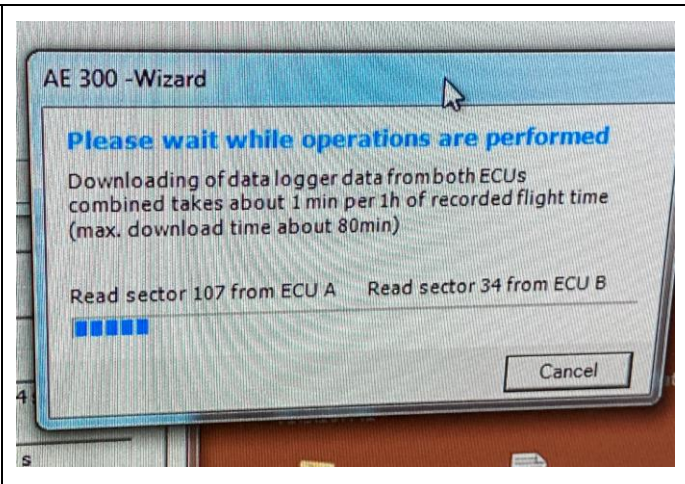 AE 300 -Wizard
Please wait while operations are performed
Downloading of data logger data from both ECUs
combined takes about 1 min per 1h of recorded flight time
(max. download time about 80min)
Read sector 107 from ECU A Read sector 34 from ECU B
Cancel
4
s